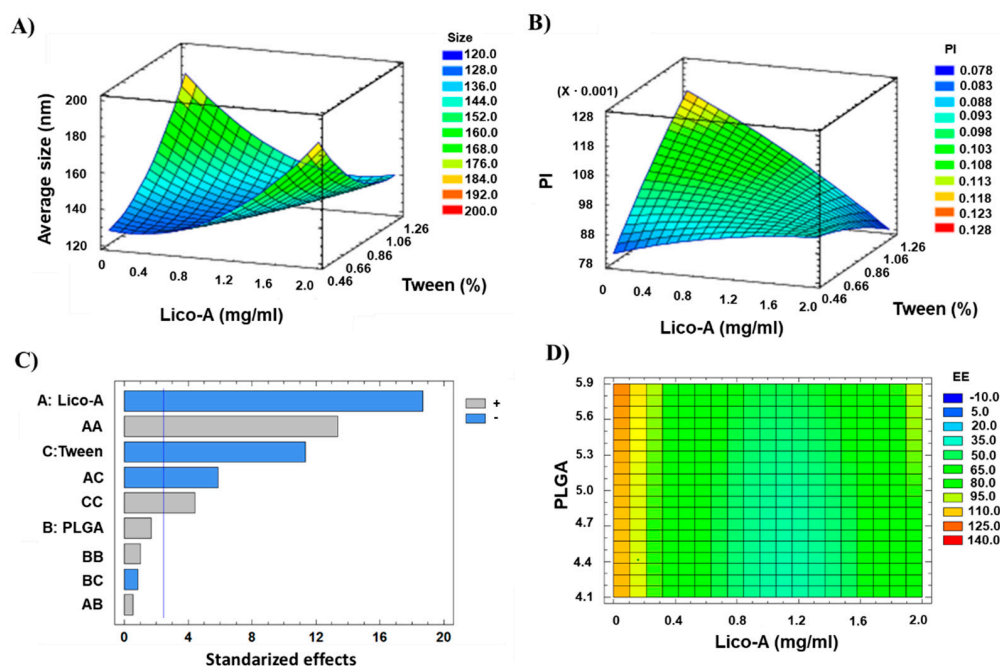 A)
Size
120.0
128.0
136.0
144.0
152.0
160.0
168.0
176.0
184.0
192.0
200.0
Average size (nm)
200
180
160
140
120
0
0.4
0.8
1.2
1.6
2.0
Lico-A (mg/ml)
0.46
0.66
0.86
1.06
1.26
Tween (%)
B)
PI
0.078
0.083
0.088
0.093
0.098
0.103
0.108
0.113
0.118
0.123
0.128
(X · 0.001)
PI
128
118
108
98
88
78
0
0.4
0.8
1.2
1.6
2.0
Lico-A (mg/ml)
0.46
0.66
0.86
1.06
1.26
Tween (%)
C)
A: Lico-A
AA
C:Tween
AC
CC
B: PLGA
BB
BC
AB
+
-
0 4 8 12 16 20
Standarized effects
D)
EE
-10.0
5.0
20.0
35.0
50.0
65.0
80.0
95.0
110.0
125.0
140.0
PLGA
5.9
5.6
5.3
5.0
4.7
4.4
4.1
0 0.4 0.8 1.2 1.6 2.0
Lico-A (mg/ml)